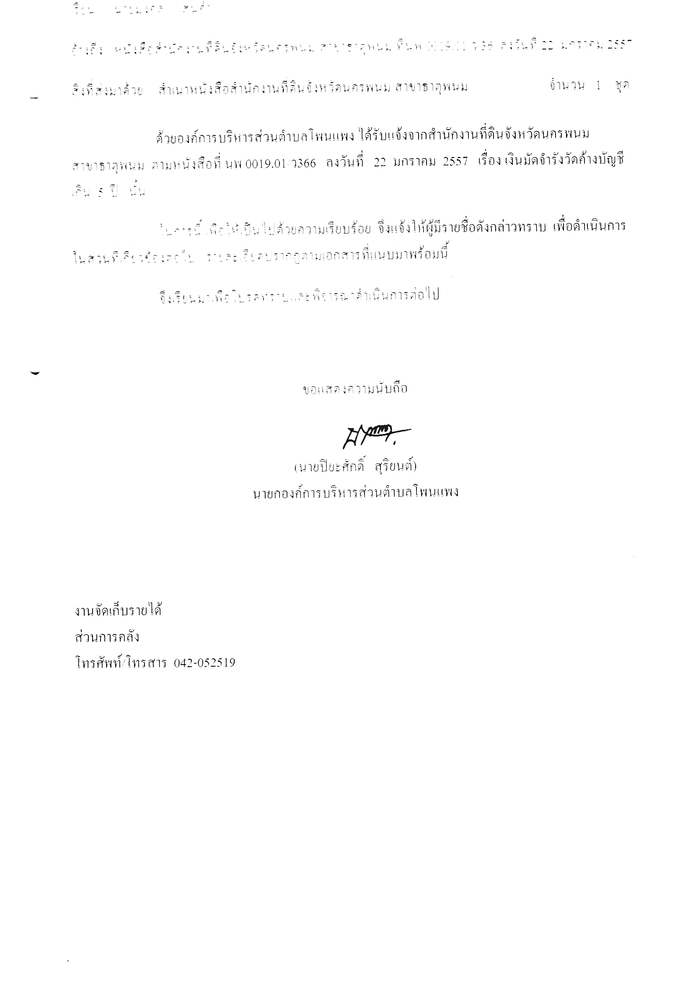 เรียน
อ้างถึง หนังสือสำนักงานที่ดินจังหวัดนครพนม สาขาธาตุพนม ที่ นพ 0019.01 ลงวันที่ 22 มกราคม 2557
สิ่งที่ส่งมาด้วย สำเนาหนังสือสำนักงานที่ดินจังหวัดนครพนม สาขาธาตุพนม จำนวน 1 ชุด
ด้วยองค์การบริหารส่วนตำบลโพนแพง ได้รับแจ้งจากสำนักงานที่ดินจังหวัดนครพนม
สาขาธาตุพนม ตามหนังสือที่ นพ 0019.01/ว366 ลงวันที่ 22 มกราคม 2557 เรื่อง เงินมัดจำรังวัดค้างบัญชี
เกิน 5 ปี นั้น
ในการนี้ เพื่อให้เป็นไปด้วยความเรียบร้อย จึงแจ้งให้ผู้มีรายชื่อดังกล่าวทราบ เพื่อดำเนินการ
ในส่วนที่เกี่ยวข้องต่อไป รายละเอียดปรากฎตามเอกสารที่แนบมาพร้อมนี้
จึงเรียนมาเพื่อโปรดทราบและพิจารณาดำเนินการต่อไป
ขอแสดงความนับถือ
(นายปิยะศักดิ์ สุริยนต์)
นายกองค์การบริหารส่วนตำบลโพนแพง
งานจัดเก็บรายได้
ส่วนการคลัง
โทรศัพท์/โทรสาร 042-052519